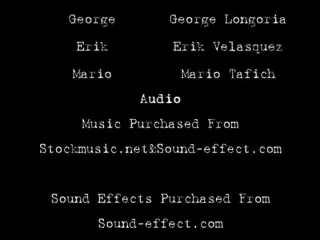 George George Longoria
Erik Erik Velasquez
Mario Mario Tafich
Audio
Music Purchased From
Stockmusic.net&Sound-effect.com
Sound Effects Purchased From
Sound-effect.com